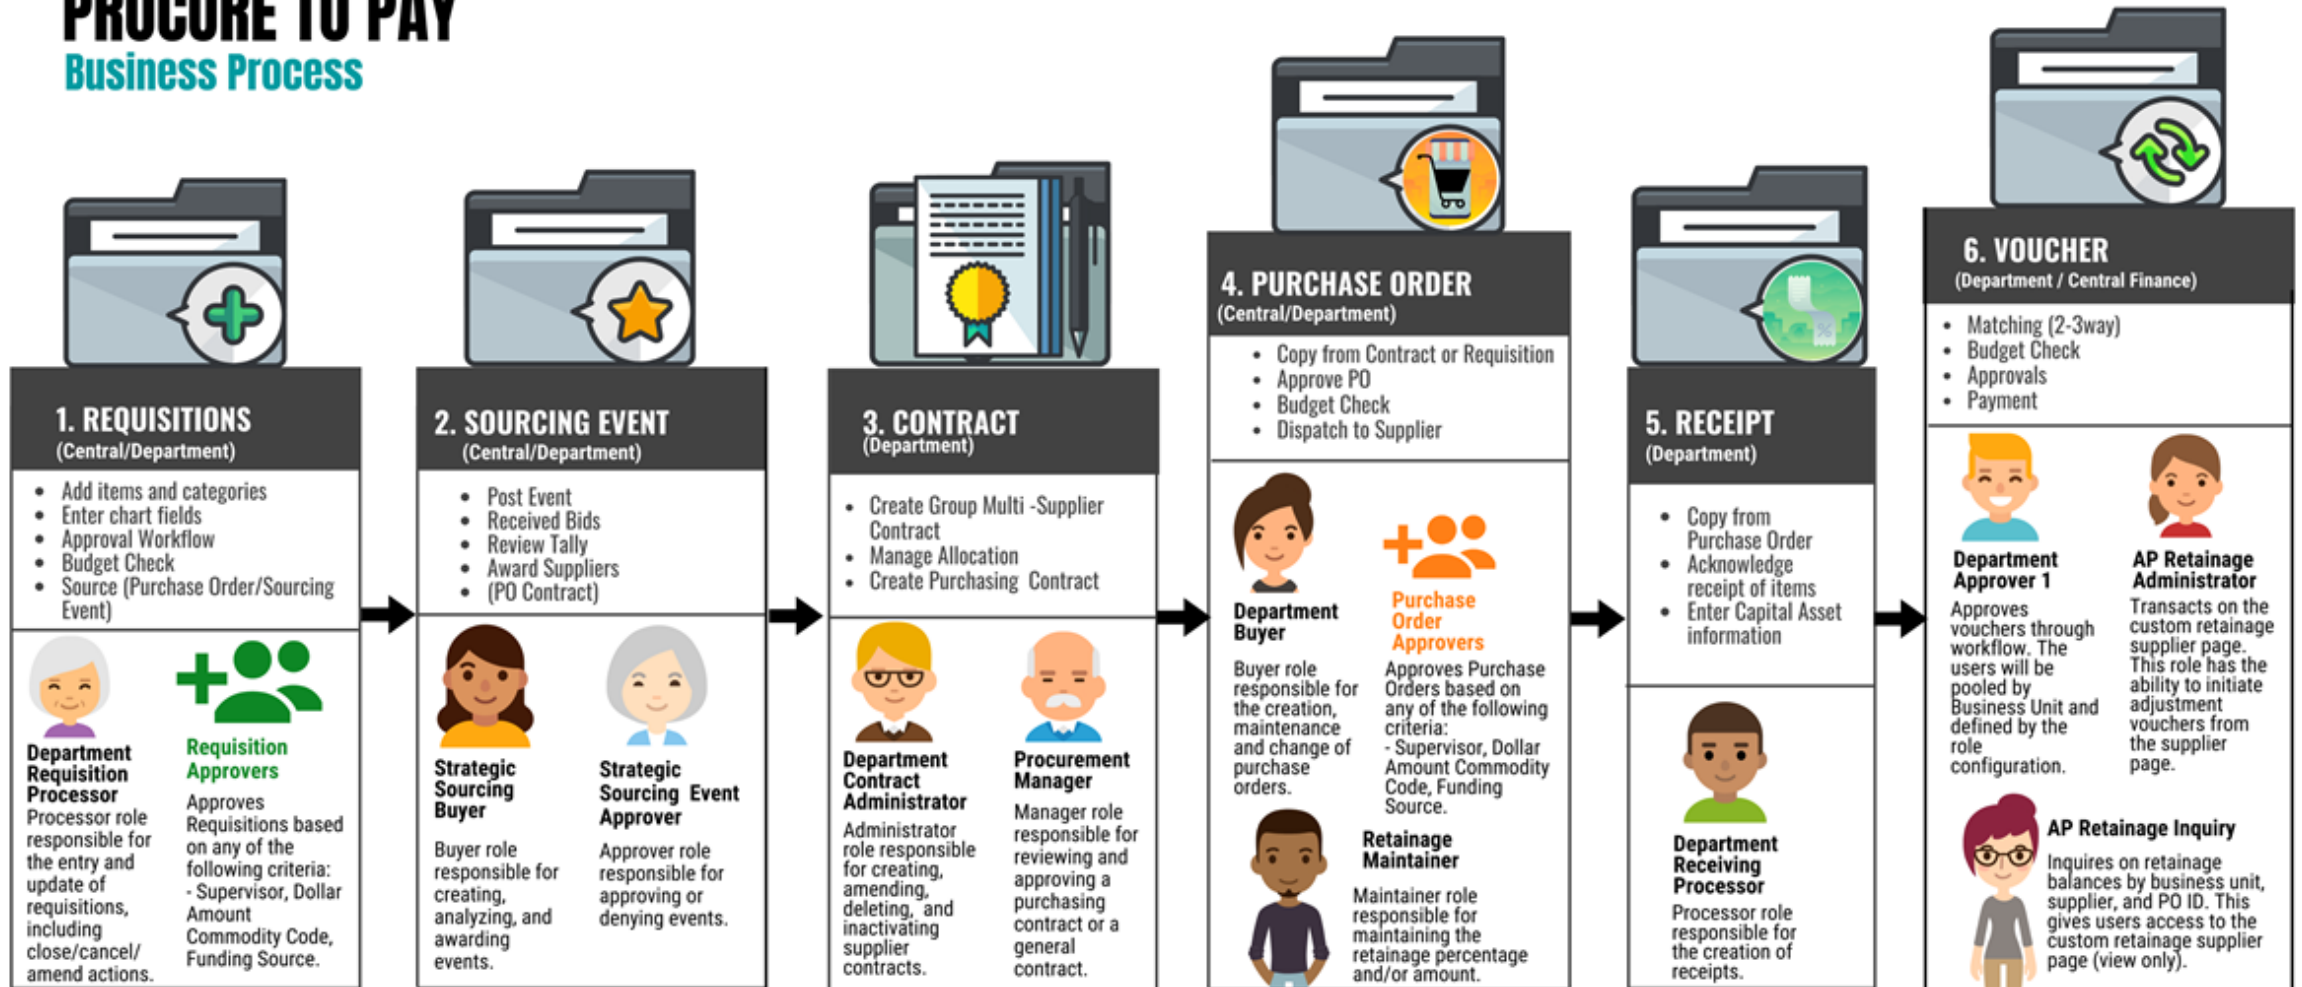 PROCURE TO PAY
Business Process
1. REQUISITIONS
(Central/Department)
• Add items and categories
• Enter chart fields
• Approval Workflow
• Budget Check
• Source (Purchase Order/Sourcing
Event)
Department
Requisition
Processor
Processor role
responsible for
the entry and
update of
requisitions,
including
close/cancel/
amend actions.
Requisition
Approvers
Approves
Requisitions based
on any of the
following criteria:
- Supervisor, Dollar
Amount
Commodity Code,
Funding Source.
2. SOURCING EVENT
(Central/Department)
• Post Event
• Received Bids
• Review Tally
• Award Suppliers
• (PO Contract)
Strategic
Sourcing
Buyer
Buyer role
responsible for
creating,
analyzing, and
awarding
events.
Strategic
Sourcing Event
Approver
Approver role
responsible for
approving or
denying events.
3. CONTRACT
(Department)
• Create Group Multi -Supplier
Contract
• Manage Allocation
• Create Purchasing Contract
Department
Contract
Administrator
Administrator
role responsible
for creating,
amending,
deleting, and
inactivating
supplier
contracts.
Procurement
Manager
Manager role
responsible for
reviewing and
approving a
purchasing
contract or a
general
contract.
4. PURCHASE ORDER
(Central/Department)
• Copy from Contract or Requisition
• Approve PO
• Budget Check
• Dispatch to Supplier
Department
Buyer
Buyer role
responsible for
the creation,
maintenance
and change of
purchase
orders.
Purchase
Order
Approvers
Approves Purchase
Orders based on
any of the following
criteria:
- Supervisor, Dollar
Amount Commodity
Code, Funding
Source.
Retainage
Maintainer
Maintainer role
responsible for
maintaining the
retainage percentage
and/or amount.
5. RECEIPT
(Department)
• Copy from
Purchase Order
• Acknowledge
receipt of items
• Enter Capital Asset
information
Department
Receiving
Processor
Processor role
responsible for
the creation of
receipts.
6. VOUCHER
(Department / Central Finance)
• Matching (2-3way)
• Budget Check
• Approvals
• Payment
Department
Approver 1
Approves
vouchers through
workflow. The
users will be
pooled by
Business Unit and
defined by the
role
configuration.
AP Retainage
Administrator
Transacts on the
custom retainage
supplier page.
This role has the
ability to initiate
adjustment
vouchers from
the supplier
page.
AP Retainage Inquiry
Inquires on retainage
balances by business unit,
supplier, and PO ID. This
gives users access to the
custom retainage supplier
page (view only).